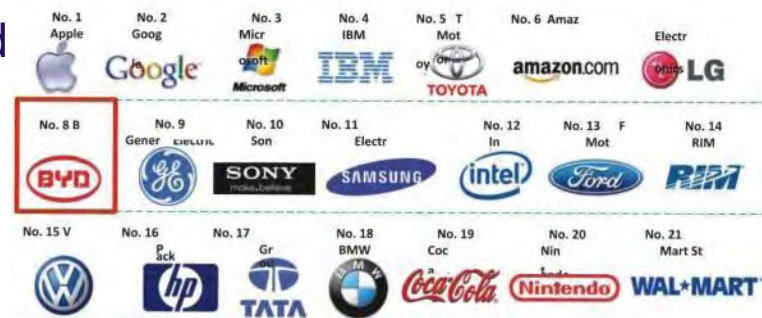 No. 1 No. 2 No. 3 No. 4 No. 5 T No. 6 Amaz
Apple Goog Micr IBM Mot Electr
Google Microsoft IBM TOYOTA amazon.com LG
No. 8 B No. 9 No. 10 No. 11 No. 12 No. 13 F No. 14
Gener Electric Son Electr In Mot RIM
BYD GE SONY make.believe SAMSUNG intel Ford RIM
No. 15 V No. 16 No. 17 No. 18 No. 19 No. 20 No. 21
P ack Gr BMW Coc a Nin Mart St
hp TATA BMW Coca-Cola Nintendo WAL★MART